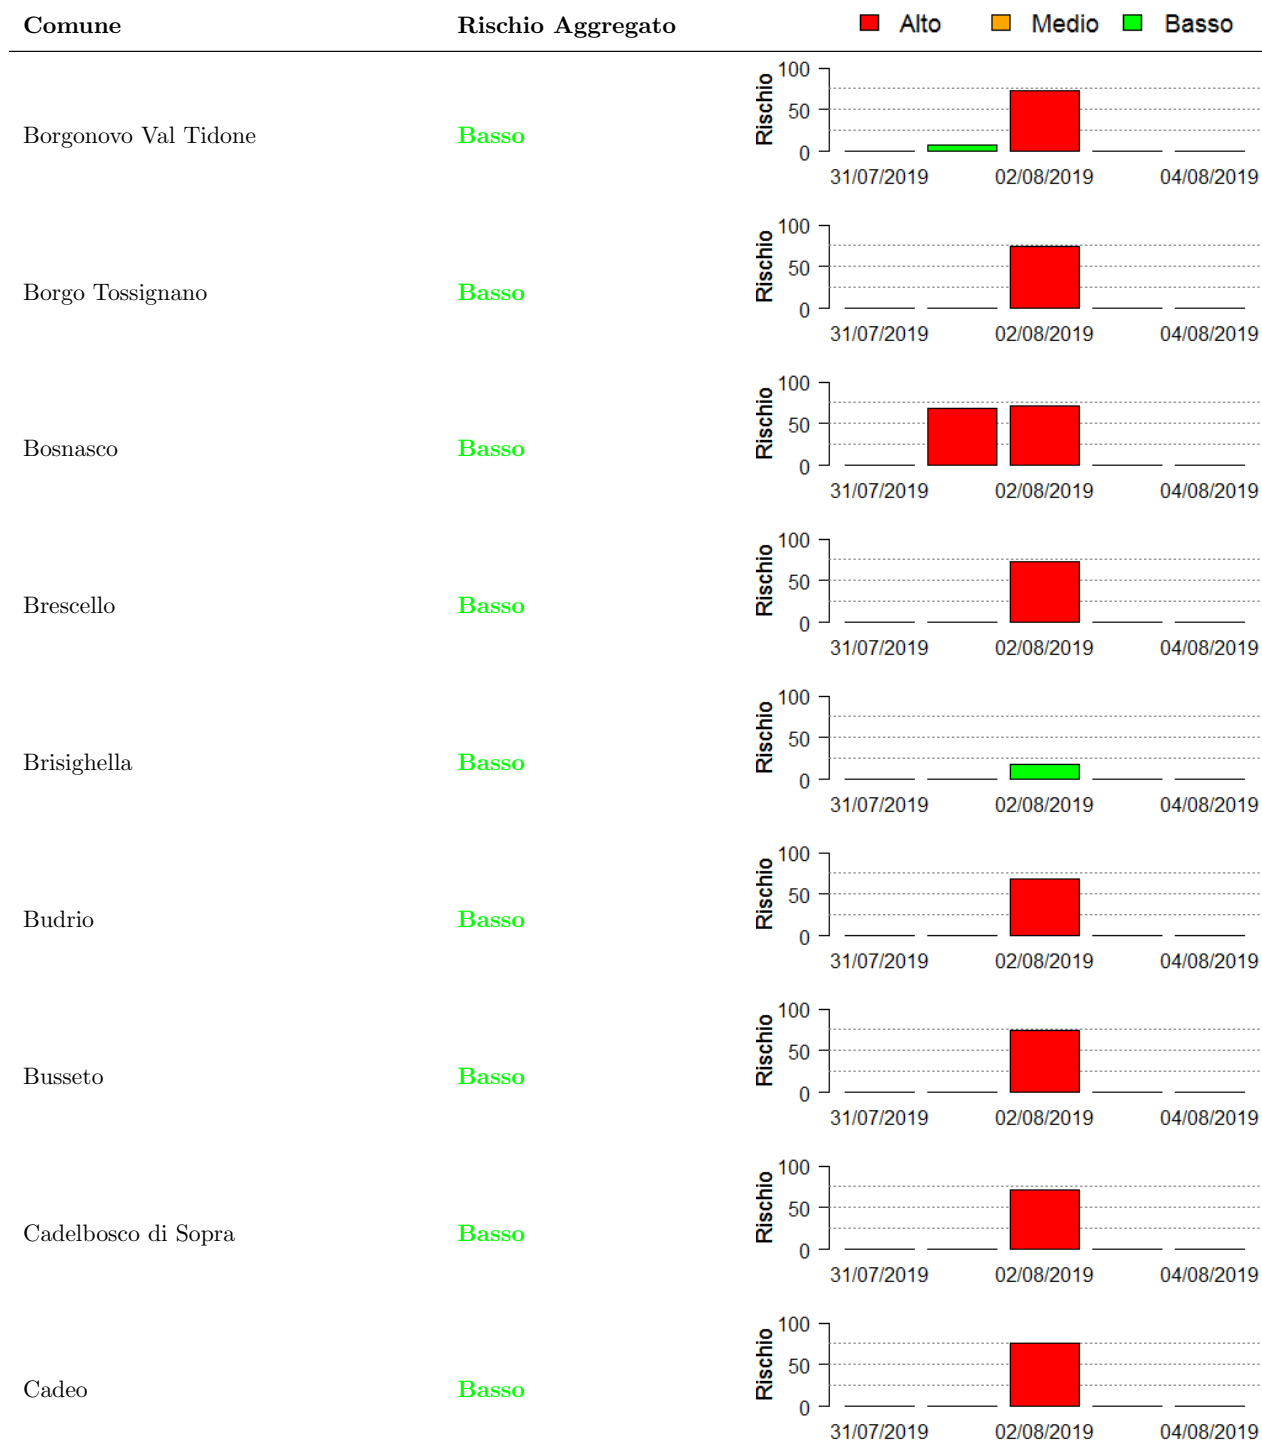 Comune Rischio Aggregato Alto Medio Basso
Borgonovo Val Tidone Basso
Rischio
100
50
0
31/07/2019 02/08/2019 04/08/2019
Borgo Tossignano Basso
Rischio
100
50
0
31/07/2019 02/08/2019 04/08/2019
Bosnasco Basso
Rischio
100
50
0
31/07/2019 02/08/2019 04/08/2019
Brescello Basso
Rischio
100
50
0
31/07/2019 02/08/2019 04/08/2019
Brisighella Basso
Rischio
100
50
0
31/07/2019 02/08/2019 04/08/2019
Budrio Basso
Rischio
100
50
0
31/07/2019 02/08/2019 04/08/2019
Busseto Basso
Rischio
100
50
0
31/07/2019 02/08/2019 04/08/2019
Cadelbosco di Sopra Basso
Rischio
100
50
0
31/07/2019 02/08/2019 04/08/2019
Cadeo Basso
Rischio
100
50
0
31/07/2019 02/08/2019 04/08/2019